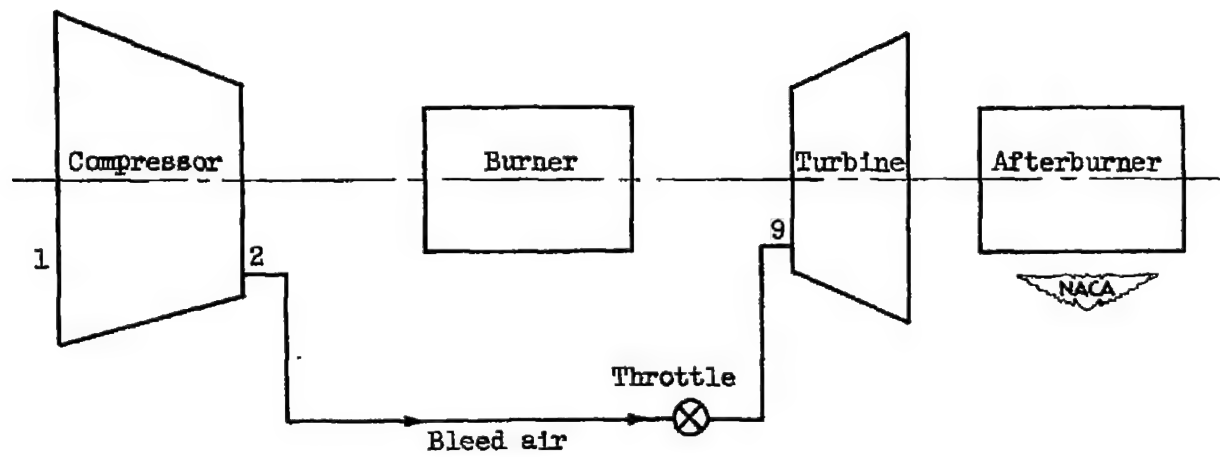 Compressor
Burner
Turbine
Afterburner
1
2
9
NACA
Throttle
Bleed air